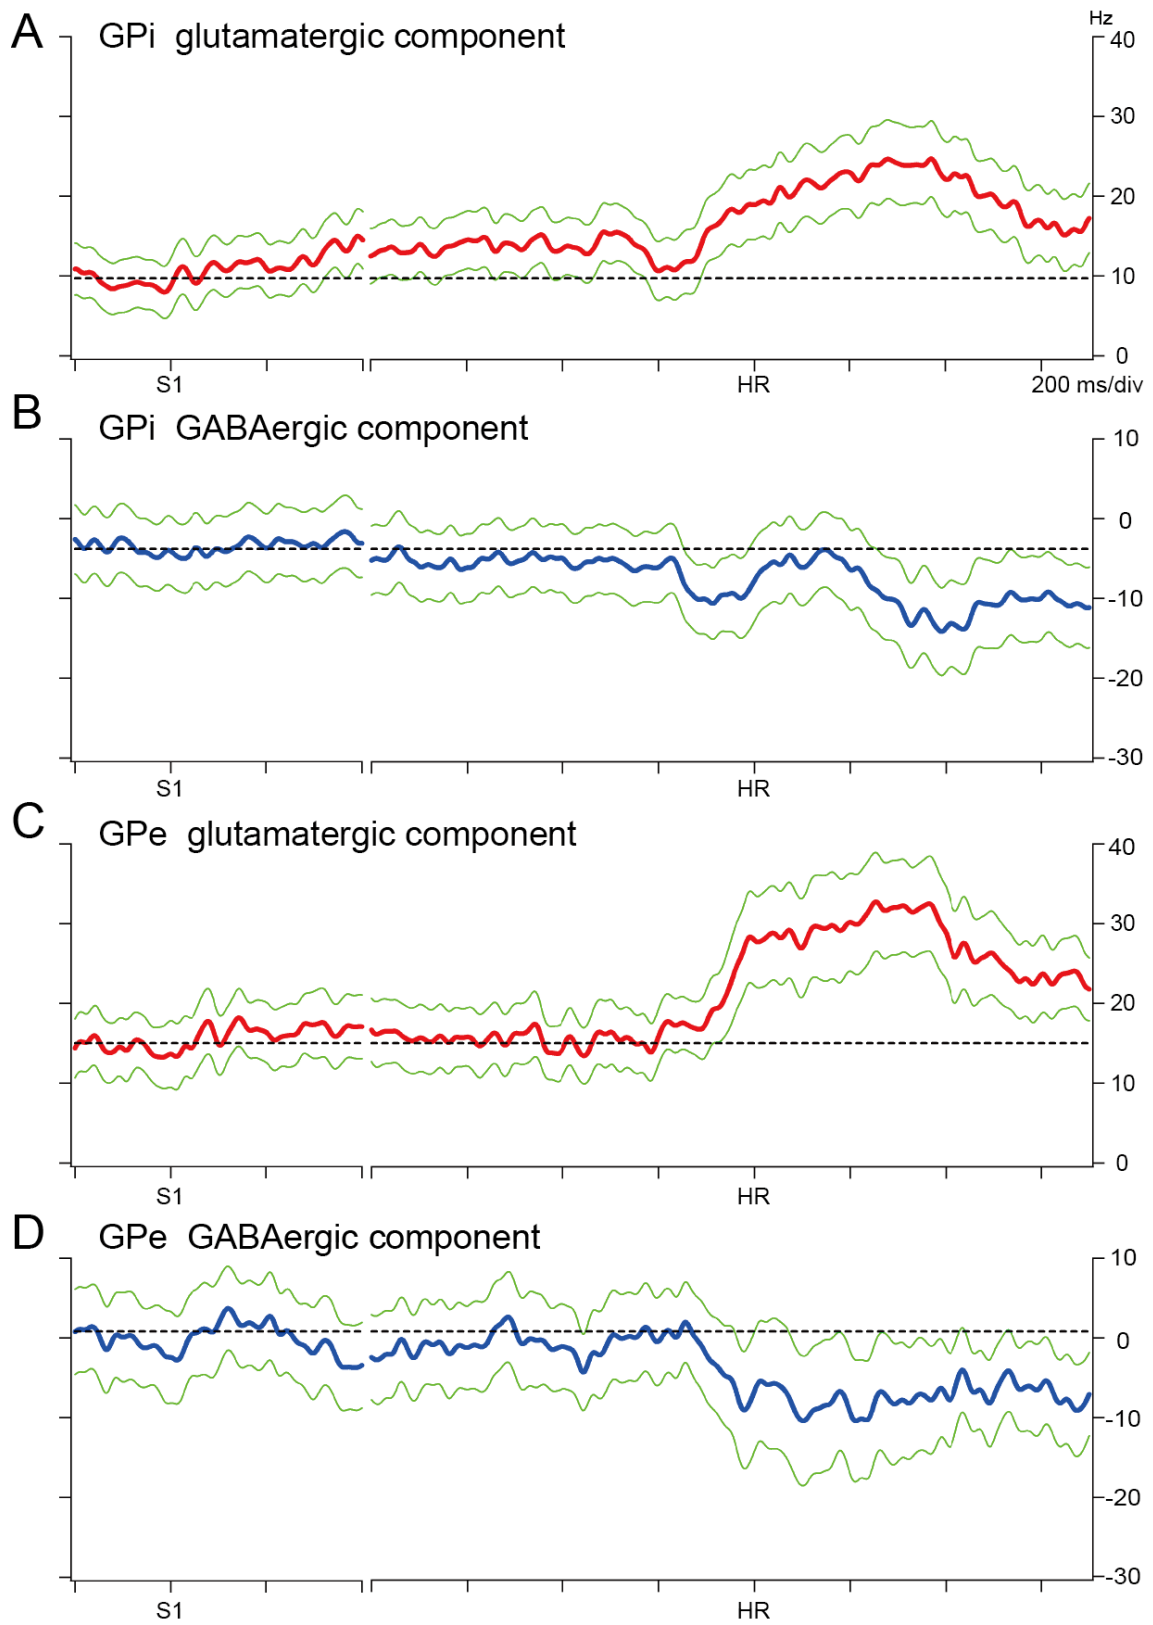 A GPi glutamatergic component
Hz
40
30
20
10
0
S1 HR 200 ms/div
B GPi GABAergic component
10
0
-10
-20
-30
S1 HR
C GPe glutamatergic component
40
30
20
10
0
S1 HR
D GPe GABAergic component
10
0
-10
-20
-30
S1 HR